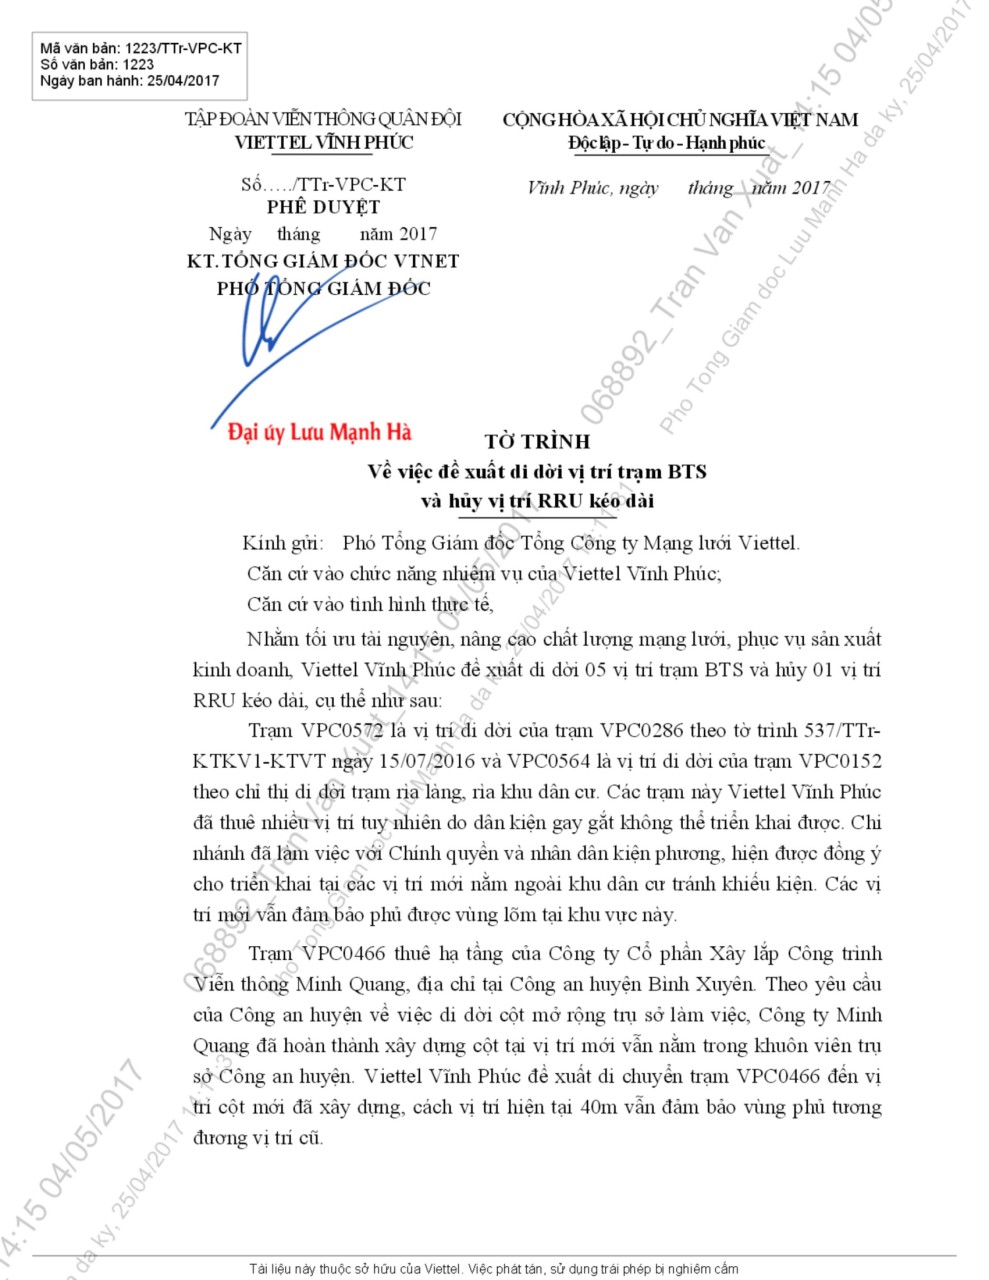 Mã văn bản: 1223/TTr-VPC-KT
Số văn bản: 1223
Ngày ban hành: 25/04/2017
TẬP ĐOÀN VIỄN THÔNG QUÂN ĐỘI
VIETTEL VĨNH PHÚC
CỘNG HÒA XÃ HỘI CHỦ NGHĨA VIỆT NAM
Độc lập - Tự do - Hạnh phúc
Số...../TTr-VPC-KT
Vĩnh Phúc, ngày tháng năm 2017
PHÊ DUYỆT
Ngày tháng năm 2017
KT. TỔNG GIÁM ĐỐC VTNET
PHÓ TỔNG GIÁM ĐỐC
Đại úy Lưu Mạnh Hà
TỜ TRÌNH
Về việc đề xuất di dời vị trí trạm BTS
và hủy vị trí RRU kéo dài
Kính gửi: Phó Tổng Giám đốc Tổng Công ty Mạng lưới Viettel.
Căn cứ vào chức năng nhiệm vụ của Viettel Vĩnh Phúc;
Căn cứ vào tình hình thực tế,
Nhằm tối ưu tài nguyên, nâng cao chất lượng mạng lưới, phục vụ sản xuất
kinh doanh, Viettel Vĩnh Phúc đề xuất di dời 05 vị trí trạm BTS và hủy 01 vị trí
RRU kéo dài, cụ thể như sau:
Trạm VPC0572 là vị trí di dời của trạm VPC0286 theo tờ trình 537/TTr-
KTKV1-KTVT ngày 15/07/2016 và VPC0564 là vị trí di dời của trạm VPC0152
theo chỉ thị di dời trạm rìa làng, rìa khu dân cư. Các trạm này Viettel Vĩnh Phúc
đã thuê nhiều vị trí tuy nhiên do dân kiện gay gắt không thể triển khai được. Chi
nhánh đã làm việc với Chính quyền và nhân dân kiện phương, hiện được đồng ý
cho triển khai tại các vị trí mới nằm ngoài khu dân cư tránh khiếu kiện. Các vị
trí mới vẫn đảm bảo phủ được vùng lõm tại khu vực này.
Trạm VPC0466 thuê hạ tầng của Công ty Cổ phần Xây lắp Công trình
Viễn thông Minh Quang, địa chỉ tại Công an huyện Bình Xuyên. Theo yêu cầu
của Công an huyện về việc di dời cột mở rộng trụ sở làm việc, Công ty Minh
Quang đã hoàn thành xây dựng cột tại vị trí mới vẫn nằm trong khuôn viên trụ
sở Công an huyện. Viettel Vĩnh Phúc đề xuất di chuyển trạm VPC0466 đến vị
trí cột mới đã xây dựng, cách vị trí hiện tại 40m vẫn đảm bảo vùng phủ tương
đương vị trí cũ.
068892_Tran Van Xuat_14:15 04/05
Pho Tong Giam doc Luu Manh Ha da ky, 25/04/2017
068892_Tran Van Xuat_14:15 04/05/2017
Pho Tong Giam doc Luu Manh Ha da ky, 25/04/2017 14:11:31
14:15 04/05/2017
da ky, 25/04/2017 14:11:31
Tài liệu này thuộc sở hữu của Viettel. Việc phát tán, sử dụng trái phép bị nghiêm cấm